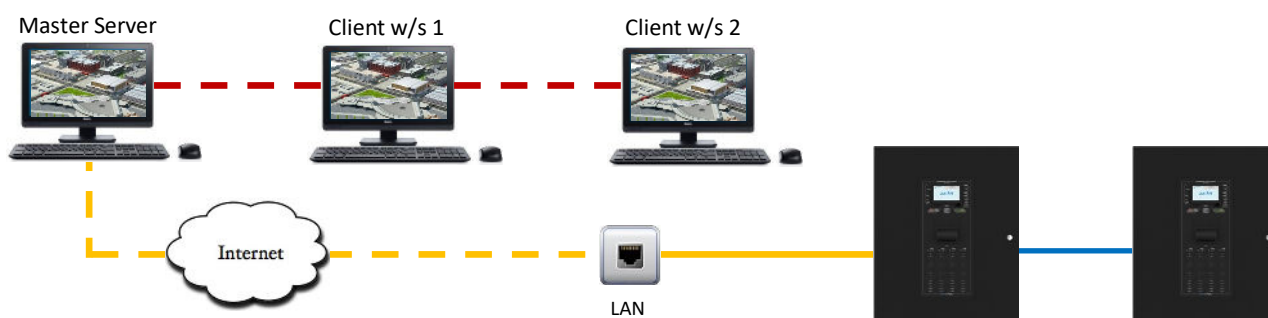 Master Server
Client w/s 1
Client w/s 2
Internet
LAN